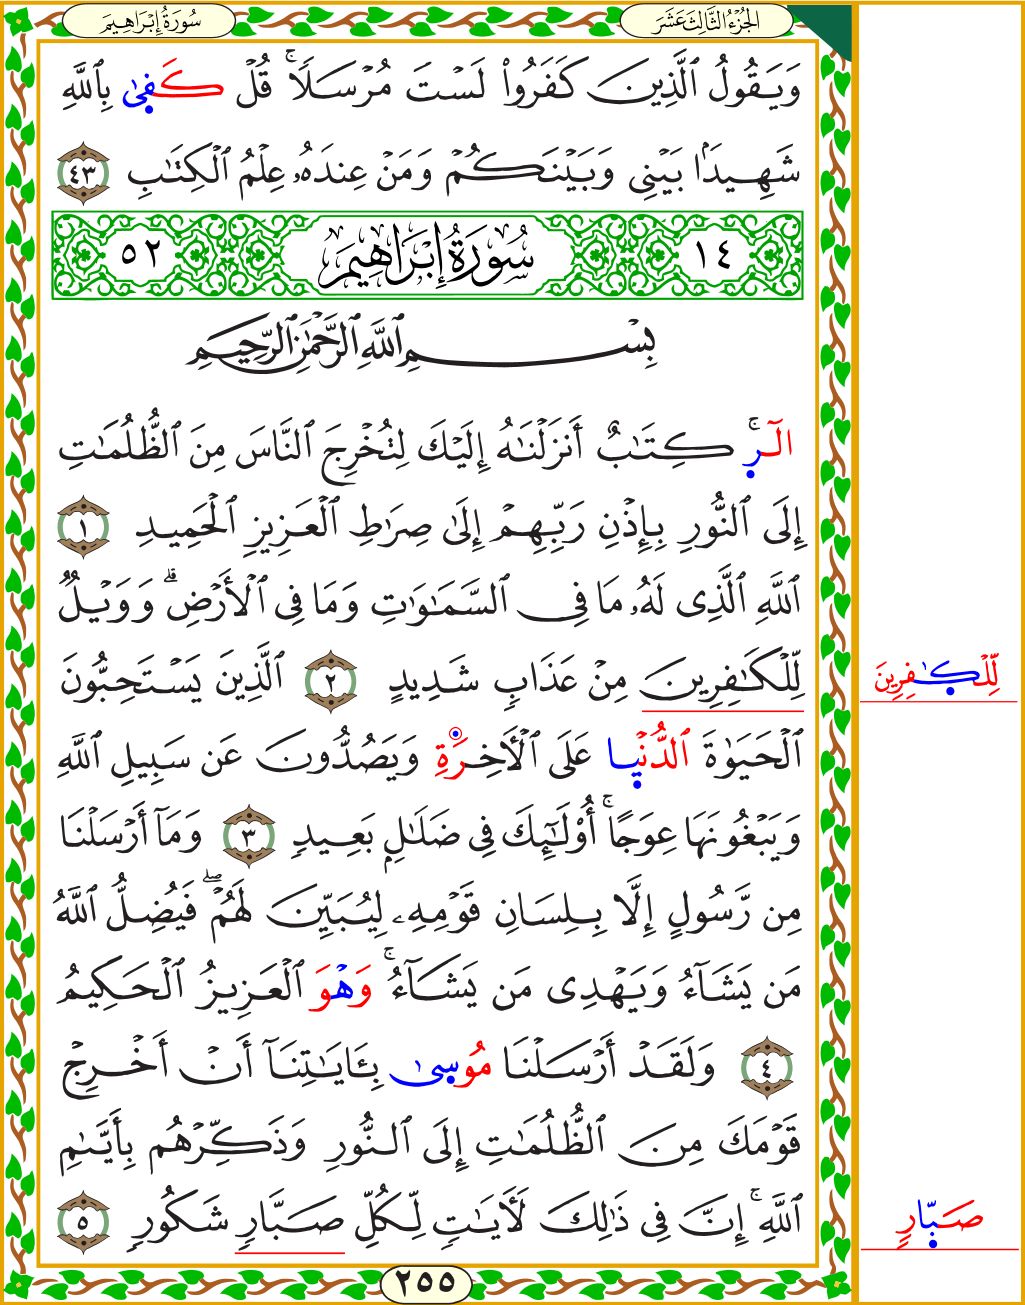 الجُزْءُ الثَّالِثَ عَشَرَ
سُورَةُ إِبْرَاهِيمَ
وَيَقُولُ ٱلَّذِينَ كَفَرُوا۟ لَسْتَ مُرْسَلًاۚ قُلْ كَفِىٰ بِٱللَّهِ
شَهِيدًۢا بَيْنِى وَبَيْنَكُمْ وَمَنْ عِندَهُۥ عِلْمُ ٱلْكِتَٰبِ ٤٣
١٤ سُورَةُ إِبْرَاهِيمَ ٥٢
بِسْمِ ٱللَّهِ ٱلرَّحْمَٰنِ ٱلرَّحِيمِ
الٓرۚ كِتَٰبٌ أَنزَلْنَٰهُ إِلَيْكَ لِتُخْرِجَ ٱلنَّاسَ مِنَ ٱلظُّلُمَٰتِ
إِلَى ٱلنُّورِ بِإِذْنِ رَبِّهِمْ إِلَىٰ صِرَٰطِ ٱلْعَزِيزِ ٱلْحَمِيدِ ١
ٱللَّهِ ٱلَّذِى لَهُۥ مَا فِى ٱلسَّمَٰوَٰتِ وَمَا فِى ٱلْأَرْضِۗ وَوَيْلٌ
لِّلْكَٰفِرِينَ مِنْ عَذَابٍ شَدِيدٍ ٢ ٱلَّذِينَ يَسْتَحِبُّونَ
لِّلْكَٰفِرِينَ
ٱلْحَيَوٰةَ ٱلدُّنْيِا عَلَى ٱلْأَخِرَةِ وَيَصُدُّونَ عَن سَبِيلِ ٱللَّهِ
وَيَبْغُونَهَا عِوَجًاۚ أُو۟لَٰٓئِكَ فِى ضَلَٰلٍۭ بَعِيدٍ ٣ وَمَآ أَرْسَلْنَا
مِن رَّسُولٍ إِلَّا بِلِسَانِ قَوْمِهِۦ لِيُبَيِّنَ لَهُمْۖ فَيُضِلُّ ٱللَّهُ
مَن يَشَآءُ وَيَهْدِى مَن يَشَآءُۚ وَهْوَ ٱلْعَزِيزُ ٱلْحَكِيمُ
٤ وَلَقَدْ أَرْسَلْنَا مُوسِىٰ بِـَٔايَٰتِنَآ أَنْ أَخْرِجْ
قَوْمَكَ مِنَ ٱلظُّلُمَٰتِ إِلَى ٱلنُّورِ وَذَكِّرْهُم بِأَيَّىٰمِ
ٱللَّهِۚ إِنَّ فِى ذَٰلِكَ لَأَيَٰتٍ لِّكُلِّ صَبَّارٍ شَكُورٍ ٥
صَبِّارٍ
٢٥٥